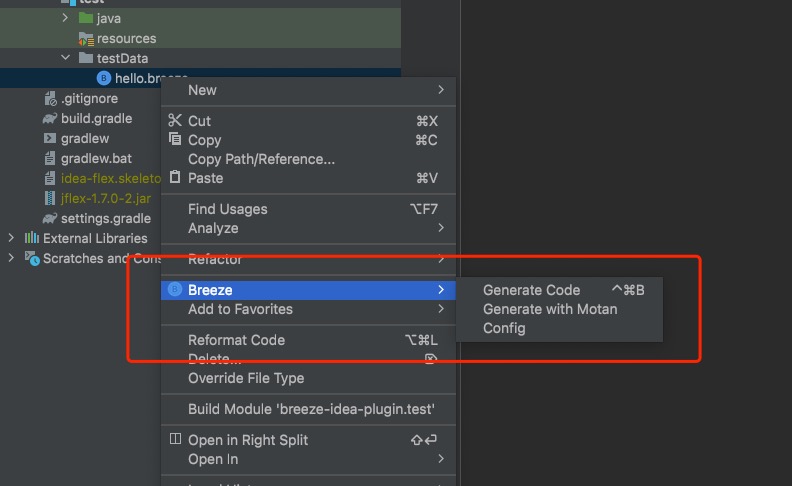 test
java
resources
testData
hello.breeze
.gitignore
build.gradle
gradlew
gradlew.bat
idea-flex.skeleto
jflex-1.7.0-2.jar
settings.gradle
External Libraries
Scratches and Cons
New
Cut ⌘X
Copy ⌘C
Copy Path/Reference...
Paste ⌘V
Find Usages ⌥F7
Analyze
Refactor
Breeze
Add to Favorites
Reformat Code ⌥⌘L
Delete... ⌦
Override File Type
Build Module 'breeze-idea-plugin.test'
Open in Right Split ⇧⏎
Open In
Generate Code ^⌘B
Generate with Motan
Config